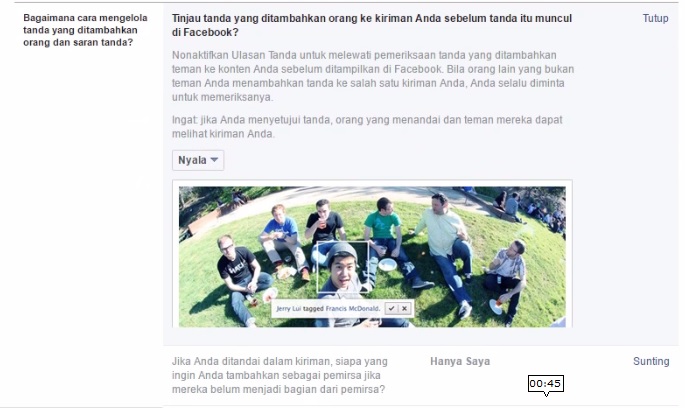 Bagaimana cara mengelola
tanda yang ditambahkan
orang dan saran tanda?
Tinjau tanda yang ditambahkan orang ke kiriman Anda sebelum tanda itu muncul
di Facebook?
Tutup
Nonaktifkan Ulasan Tanda untuk melewati pemeriksaan tanda yang ditambahkan
teman ke konten Anda sebelum ditampilkan di Facebook. Bila orang lain yang bukan
teman Anda menambahkan tanda ke salah satu kiriman Anda, Anda selalu diminta
untuk memeriksanya.
Ingat: jika Anda menyetujui tanda, orang yang menandai dan teman mereka dapat
melihat kiriman Anda.
Nyala
Jerry Lui tagged Francis McDonald.
Jika Anda ditandai dalam kiriman, siapa yang
ingin Anda tambahkan sebagai pemirsa jika
mereka belum menjadi bagian dari pemirsa?
Hanya Saya
Sunting
00:45